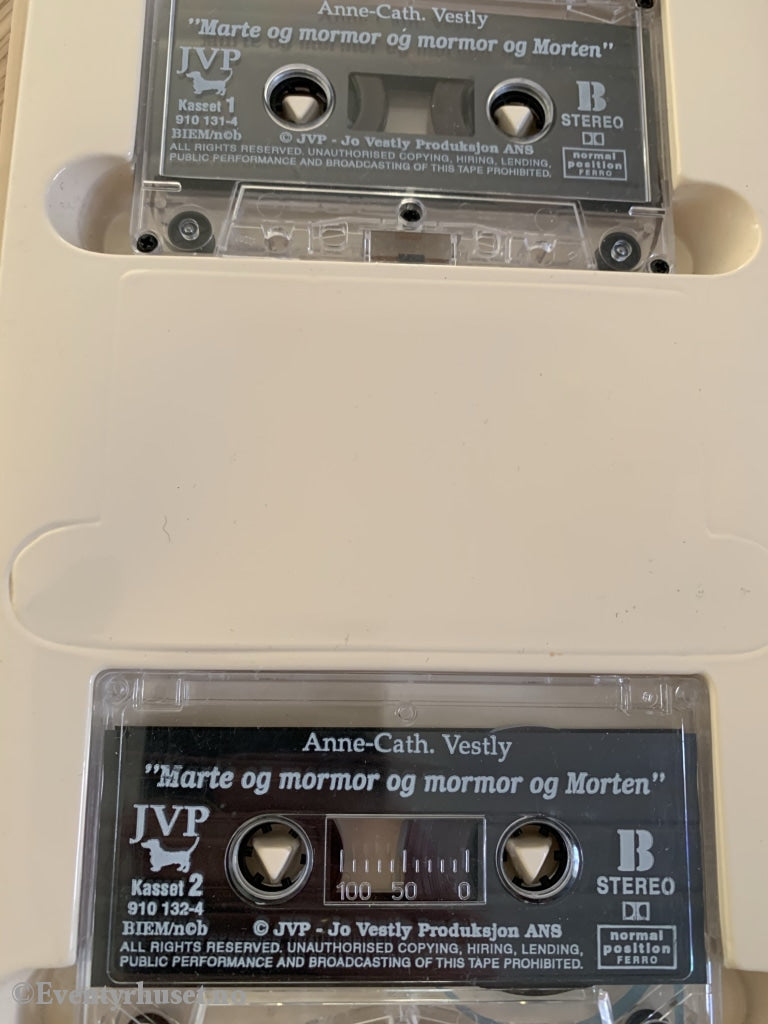 Anne-Cath. Vestly
"Marte og mormor og mormor og Morten"
JVP
Kasset 1
910 131-4
BIEM/n©b
B
STEREO
normal
position
FERRO
© JVP - Jo Vestly Produksjon ANS
ALL RIGHTS RESERVED. UNAUTHORISED COPYING, HIRING, LENDING,
PUBLIC PERFORMANCE AND BROADCASTING OF THIS TAPE PROHIBITED.
Anne-Cath. Vestly
"Marte og mormor og mormor og Morten"
JVP
Kasset 2
910 132-4
BIEM/n©b
100 50 0
B
STEREO
normal
position
FERRO
© JVP - Jo Vestly Produksjon ANS
ALL RIGHTS RESERVED. UNAUTHORISED COPYING, HIRING, LENDING,
PUBLIC PERFORMANCE AND BROADCASTING OF THIS TAPE PROHIBITED.
©Eventyrhuset.no